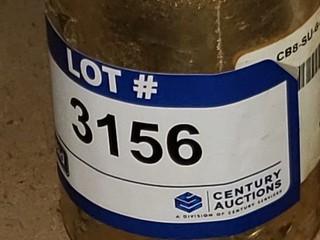 LOT #
3156
CENTURY
AUCTIONS
A DIVISION OF CENTURY SERVICES